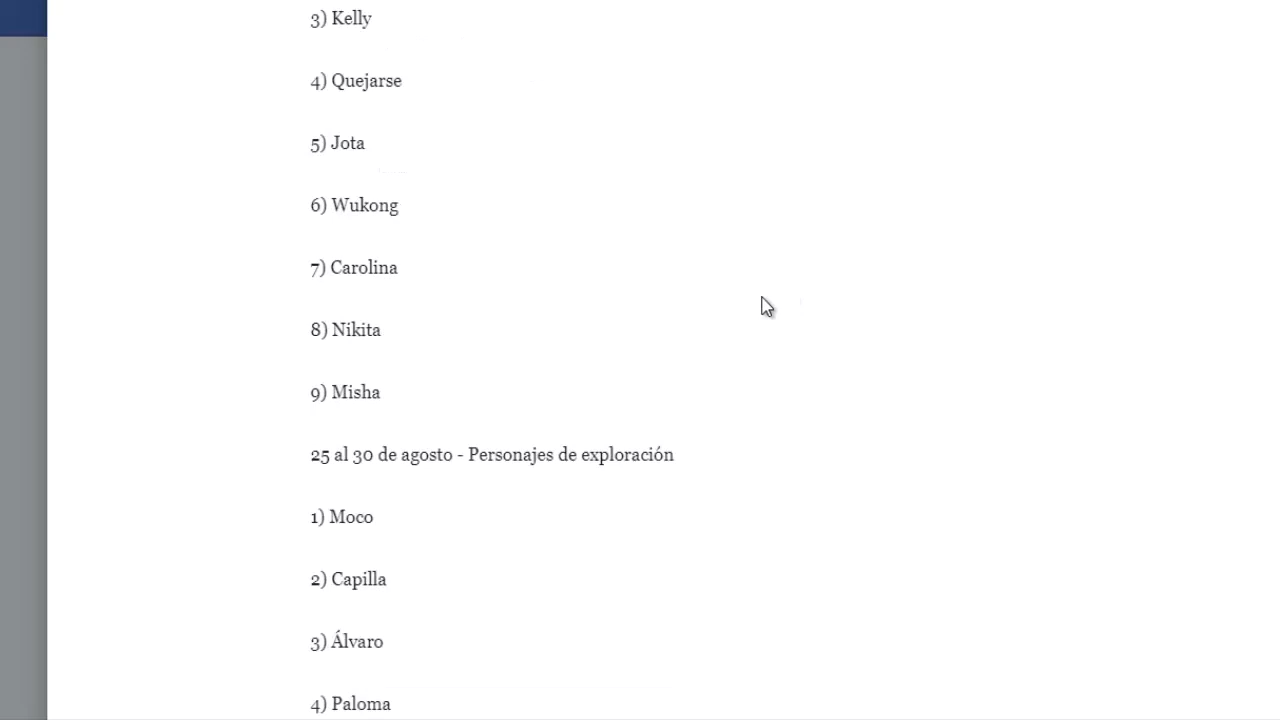 3) Kelly
4) Quejarse
5) Jota
6) Wukong
7) Carolina
8) Nikita
9) Misha
25 al 30 de agosto - Personajes de exploración
1) Moco
2) Capilla
3) Álvaro
4) Paloma